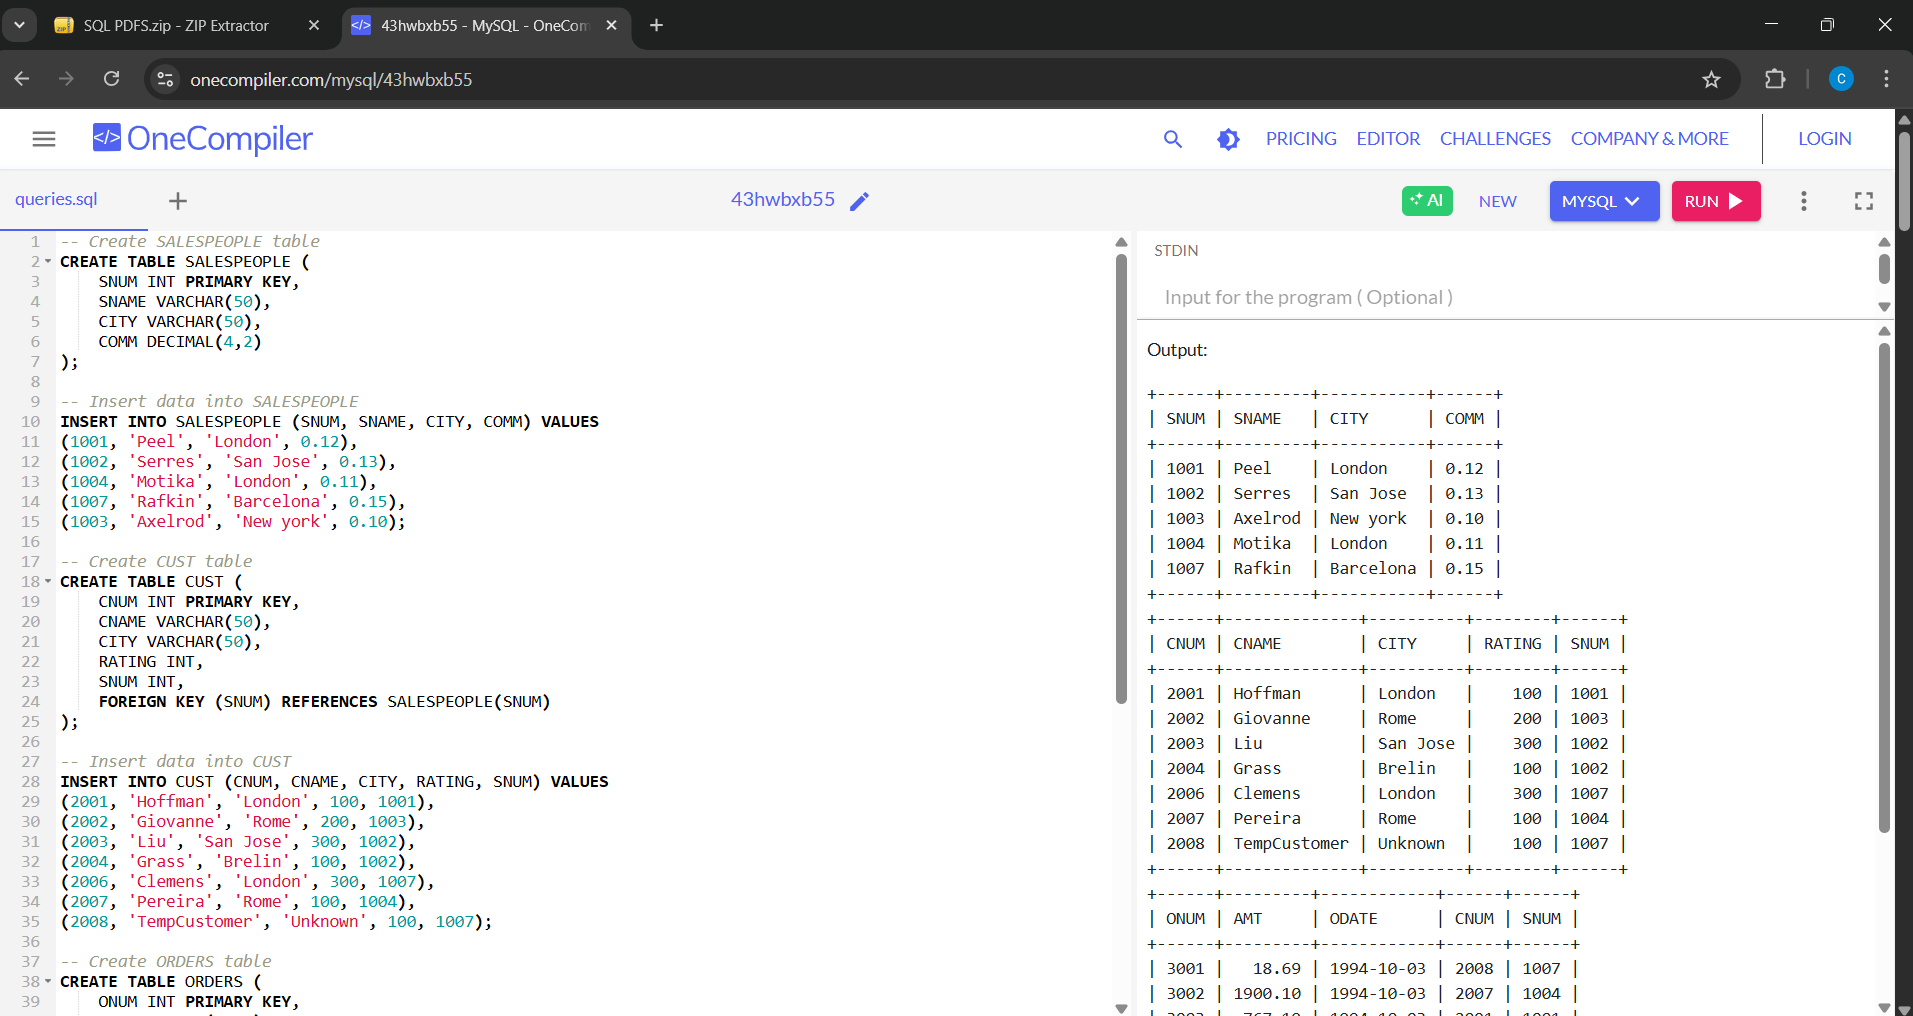 SQL PDFS.zip - ZIP Extractor
43hwbxb55 - MySQL - OneCom
onecompiler.com/mysql/43hwbxb55
C
</> OneCompiler
PRICING EDITOR CHALLENGES COMPANY & MORE LOGIN
queries.sql
43hwbxb55
AI NEW MYSQL RUN
1 -- Create SALESPEOPLE table
2 CREATE TABLE SALESPEOPLE (
3 SNUM INT PRIMARY KEY,
4 SNAME VARCHAR(50),
5 CITY VARCHAR(50),
6 COMM DECIMAL(4,2)
7 );
8
9 -- Insert data into SALESPEOPLE
10 INSERT INTO SALESPEOPLE (SNUM, SNAME, CITY, COMM) VALUES
11 (1001, 'Peel', 'London', 0.12),
12 (1002, 'Serres', 'San Jose', 0.13),
13 (1004, 'Motika', 'London', 0.11),
14 (1007, 'Rafkin', 'Barcelona', 0.15),
15 (1003, 'Axelrod', 'New york', 0.10);
16
17 -- Create CUST table
18 CREATE TABLE CUST (
19 CNUM INT PRIMARY KEY,
20 CNAME VARCHAR(50),
21 CITY VARCHAR(50),
22 RATING INT,
23 SNUM INT,
24 FOREIGN KEY (SNUM) REFERENCES SALESPEOPLE(SNUM)
25 );
26
27 -- Insert data into CUST
28 INSERT INTO CUST (CNUM, CNAME, CITY, RATING, SNUM) VALUES
29 (2001, 'Hoffman', 'London', 100, 1001),
30 (2002, 'Giovanne', 'Rome', 200, 1003),
31 (2003, 'Liu', 'San Jose', 300, 1002),
32 (2004, 'Grass', 'Brelin', 100, 1002),
33 (2006, 'Clemens', 'London', 300, 1007),
34 (2007, 'Pereira', 'Rome', 100, 1004),
35 (2008, 'TempCustomer', 'Unknown', 100, 1007);
36
37 -- Create ORDERS table
38 CREATE TABLE ORDERS (
39 ONUM INT PRIMARY KEY,
STDIN
Input for the program ( Optional )
Output:
+------+---------+-----------+------+
| SNUM | SNAME   | CITY      | COMM |
+------+---------+-----------+------+
| 1001 | Peel    | London    | 0.12 |
| 1002 | Serres  | San Jose  | 0.13 |
| 1003 | Axelrod | New york  | 0.10 |
| 1004 | Motika  | London    | 0.11 |
| 1007 | Rafkin  | Barcelona | 0.15 |
+------+---------+-----------+------+
+------+--------------+----------+--------+------+
| CNUM | CNAME        | CITY     | RATING | SNUM |
+------+--------------+----------+--------+------+
| 2001 | Hoffman      | London   |    100 | 1001 |
| 2002 | Giovanne     | Rome     |    200 | 1003 |
| 2003 | Liu          | San Jose |    300 | 1002 |
| 2004 | Grass        | Brelin   |    100 | 1002 |
| 2006 | Clemens      | London   |    300 | 1007 |
| 2007 | Pereira      | Rome     |    100 | 1004 |
| 2008 | TempCustomer | Unknown  |    100 | 1007 |
+------+--------------+----------+--------+------+
+------+---------+------------+------+------+
| ONUM | AMT     | ODATE      | CNUM | SNUM |
+------+---------+------------+------+------+
| 3001 |   18.69 | 1994-10-03 | 2008 | 1007 |
| 3002 | 1900.10 | 1994-10-03 | 2007 | 1004 |